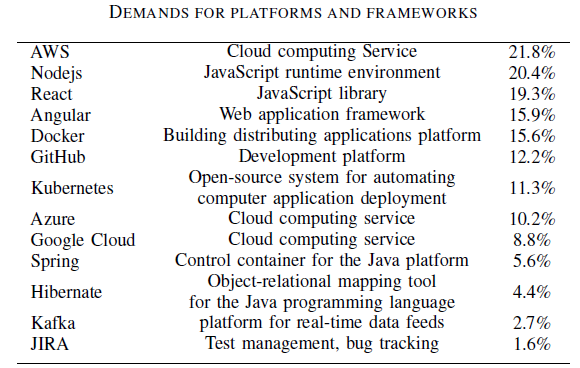 DEMANDS FOR PLATFORMS AND FRAMEWORKS
AWS Cloud computing Service 21.8%
Nodejs JavaScript runtime environment 20.4%
React JavaScript library 19.3%
Angular Web application framework 15.9%
Docker Building distributing applications platform 15.6%
GitHub Development platform 12.2%
Kubernetes Open-source system for automating
computer application deployment 11.3%
Azure Cloud computing service 10.2%
Google Cloud Cloud computing service 8.8%
Spring Control container for the Java platform 5.6%
Hibernate Object-relational mapping tool
for the Java programming language 4.4%
Kafka platform for real-time data feeds 2.7%
JIRA Test management, bug tracking 1.6%